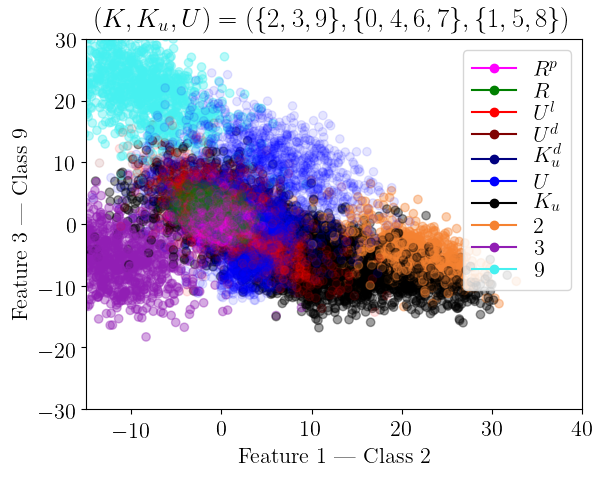 (K, K_u, U) = ({2, 3, 9}, {0, 4, 6, 7}, {1, 5, 8})
30
20
10
0
−10
−20
−30
Feature 3 — Class 9
R^p
R
U^l
U^d
K_u^d
U
K_u
2
3
9
−10
0
10
20
30
40
Feature 1 — Class 2